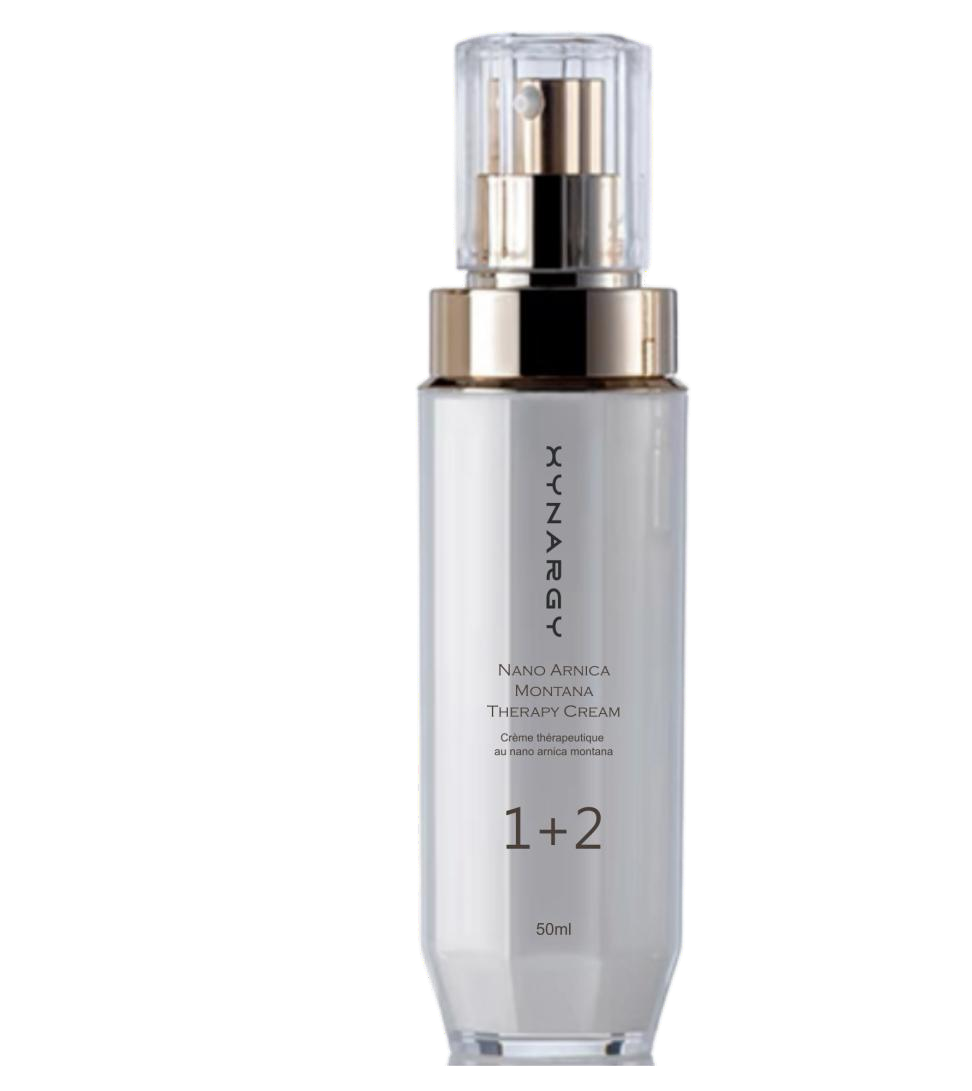 XYNARGY
NANO ARNICA
MONTANA
THERAPY CREAM
Crème thérapeutique
au nano arnica montana
1+2
50ml